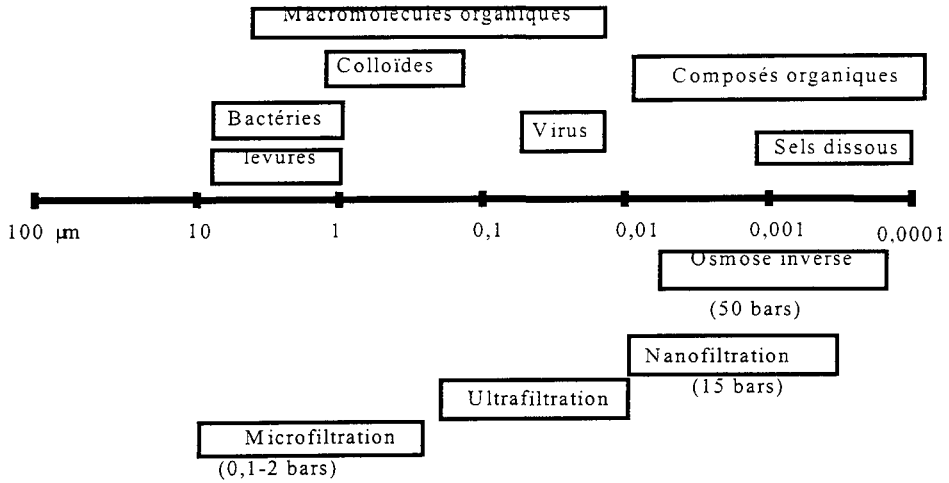 Macromolécules organiques
Colloïdes
Composés organiques
Bactéries
Virus
levures
Sels dissous
100 µm 10 1 0,1 0,01 0,001 0,0001
Osmose inverse
(50 bars)
Nanofiltration
(15 bars)
Ultrafiltration
Microfiltration
(0,1-2 bars)